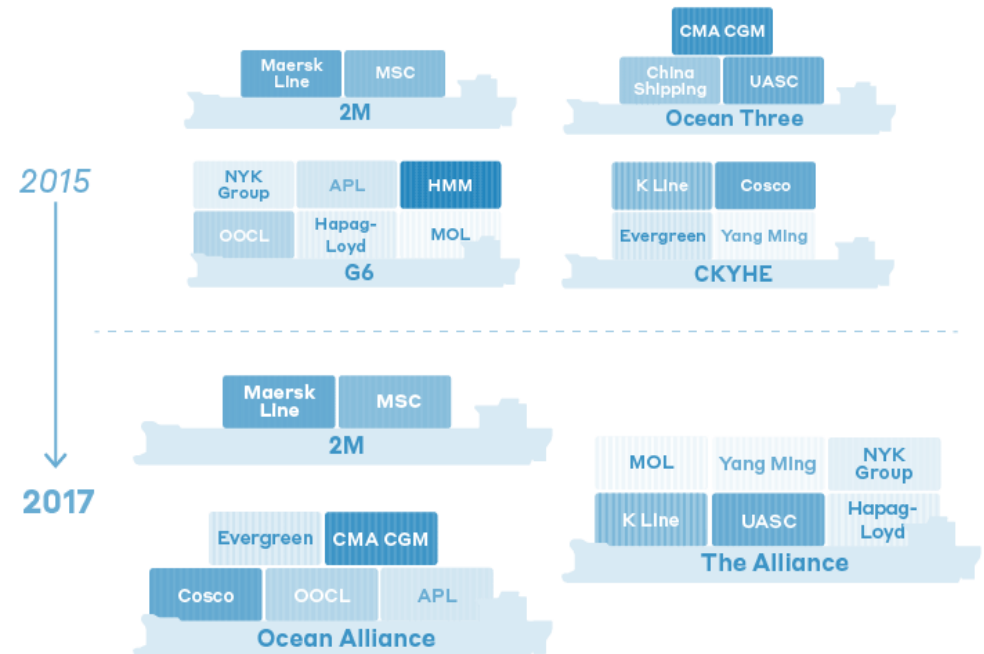 CMA CGM
Maersk
Line
MSC
China
Shipping
UASC
2M
Ocean Three
2015
NYK
Group
APL
HMM
K Line
Cosco
OOCL
Hapag-
Loyd
MOL
Evergreen
Yang Ming
G6
CKYHE
Maersk
Line
MSC
2M
2017
MOL
Yang Ming
NYK
Group
K Line
UASC
Hapag-
Loyd
The Alliance
Evergreen
CMA CGM
Cosco
OOCL
APL
Ocean Alliance